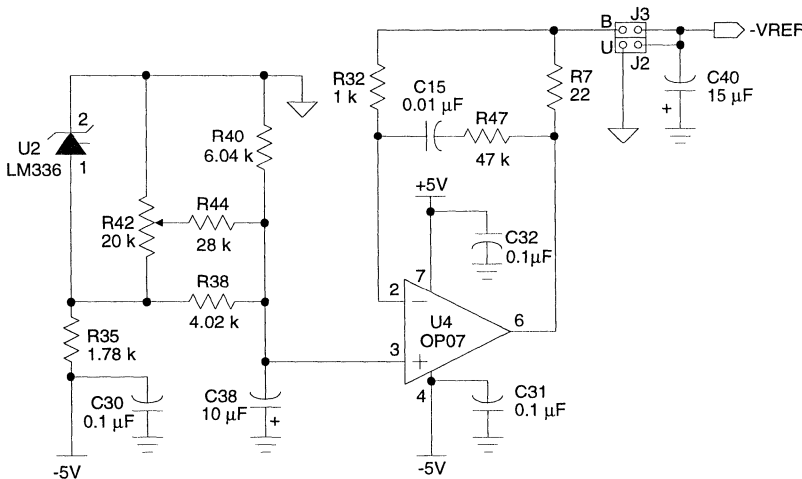 B
J3
-VREF
U
J2
R32
1 k
C15
0.01 µF
R7
22
C40
15 µF
+
2
U2
LM336
1
R40
6.04 k
R47
47 k
+5V
R42
20 k
R44
28 k
C32
0.1µF
R38
4.02 k
7
2
−
U4
OP07
6
R35
1.78 k
3
+
4
C30
0.1 µF
C38
10 µF
+
C31
0.1 µF
-5V
-5V